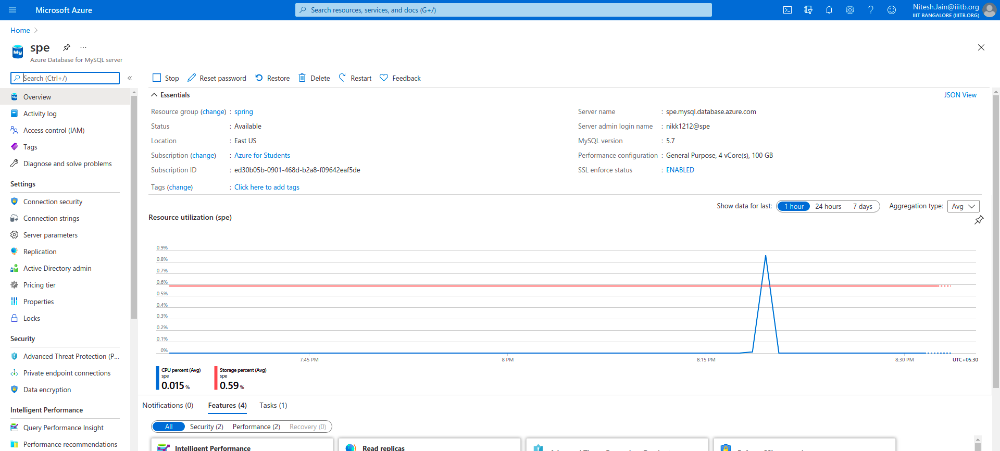 Microsoft Azure
Search resources, services, and docs (G+/)
Nitesh.Jain@iiitb.org
IIIT BANGALORE (IIITB.ORG)
Home
spe
Azure Database for MySQL server
Search (Ctrl+/)
Overview
Activity log
Access control (IAM)
Tags
Diagnose and solve problems
Settings
Connection security
Connection strings
Server parameters
Replication
Active Directory admin
Pricing tier
Properties
Locks
Security
Advanced Threat Protection (P...
Private endpoint connections
Data encryption
Intelligent Performance
Query Performance Insight
Performance recommendations
Stop Reset password Restore Delete Restart Feedback
Essentials
JSON View
Resource group (change) : spring
Status : Available
Location : East US
Subscription (change) : Azure for Students
Subscription ID : ed30b05b-0901-468d-b2a8-f09642eaf5de
Tags (change) : Click here to add tags
Server name : spe.mysql.database.azure.com
Server admin login name : nikk1212@spe
MySQL version : 5.7
Performance configuration : General Purpose, 4 vCore(s), 100 GB
SSL enforce status : ENABLED
Show data for last: 1 hour 24 hours 7 days Aggregation type: Avg
Resource utilization (spe)
0.9%
0.8%
0.7%
0.6%
0.5%
0.4%
0.3%
0.2%
0.1%
0%
7:45 PM 8 PM 8:15 PM 8:30 PM UTC+05:30
CPU percent (Avg)
spe
0.015 %
Storage percent (Avg)
spe
0.59 %
Notifications (0) Features (4) Tasks (1)
All Security (2) Performance (2) Recovery (0)
Intelligent Performance
Read replicas